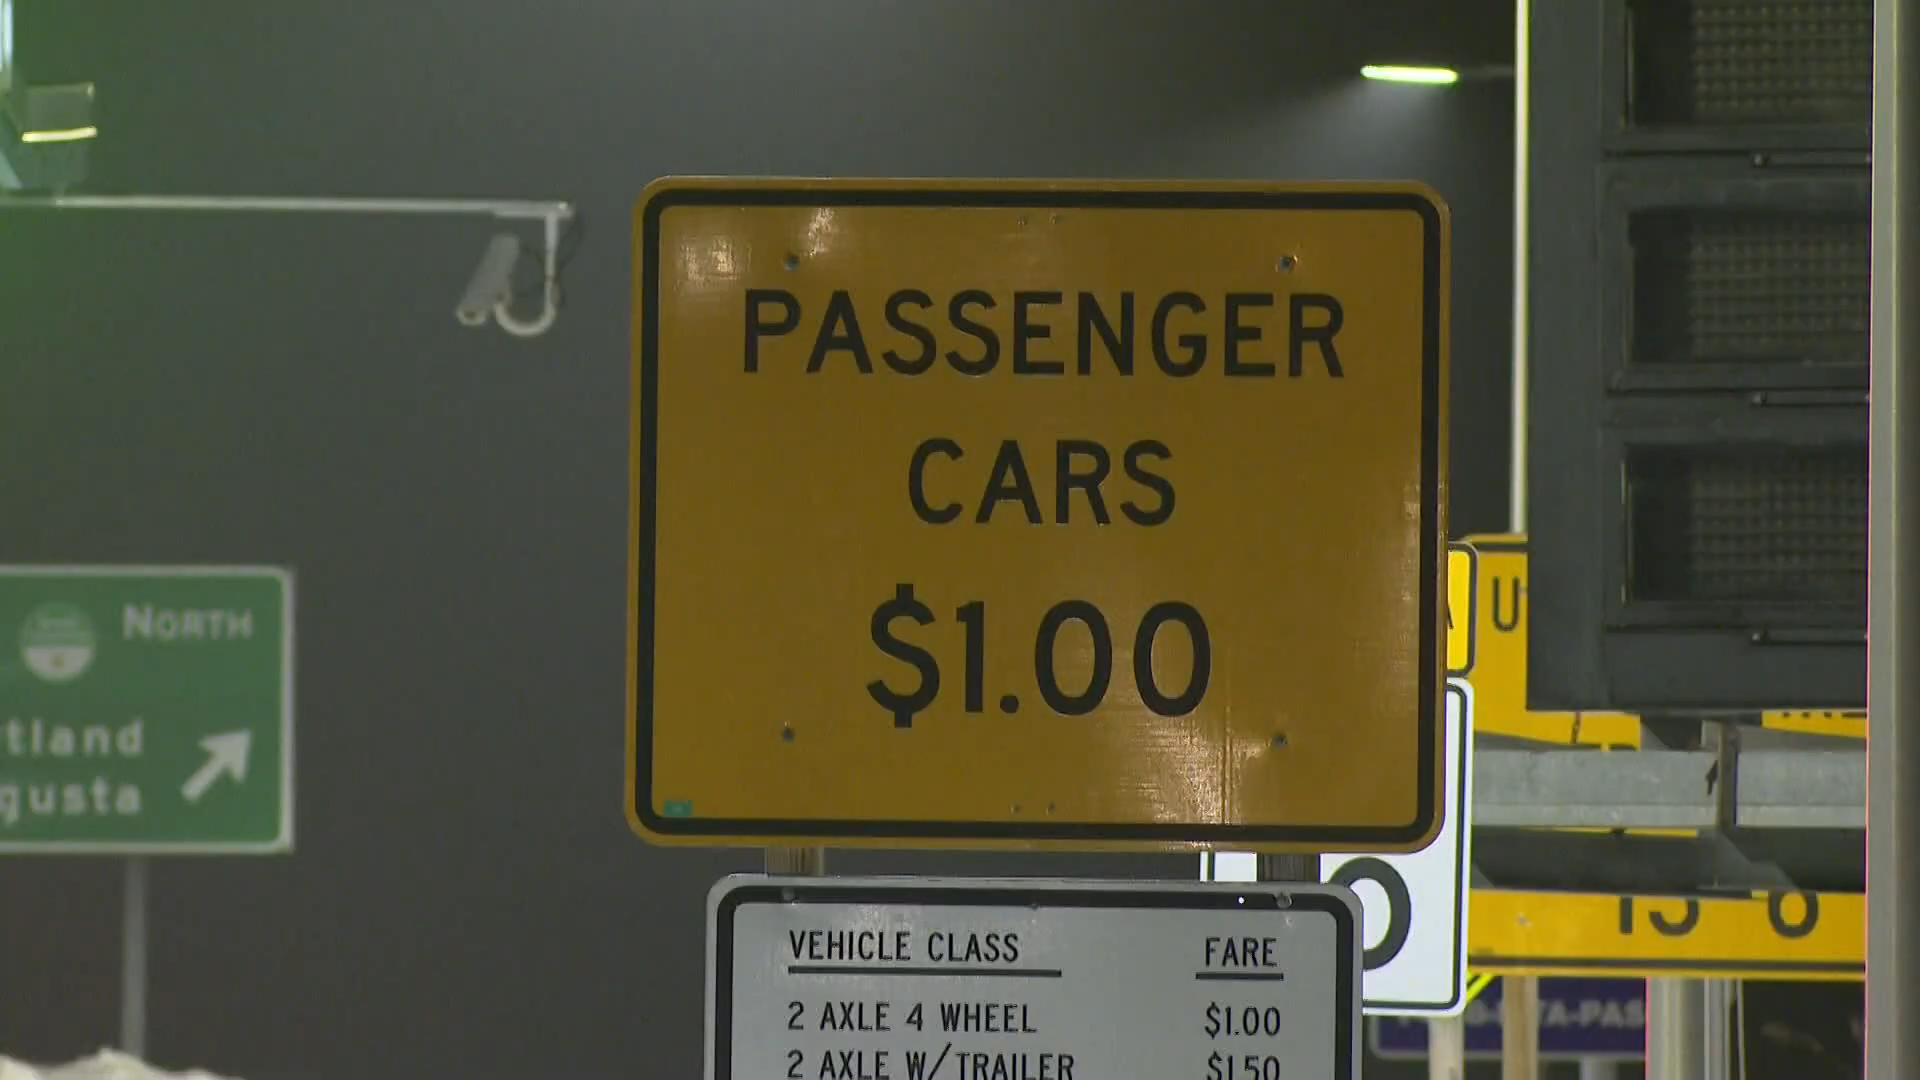 PASSENGER
CARS
$1.00
VEHICLE CLASS FARE
2 AXLE 4 WHEEL $1.00
2 AXLE W/TRAILER $1.50
NORTH
tland
gusta